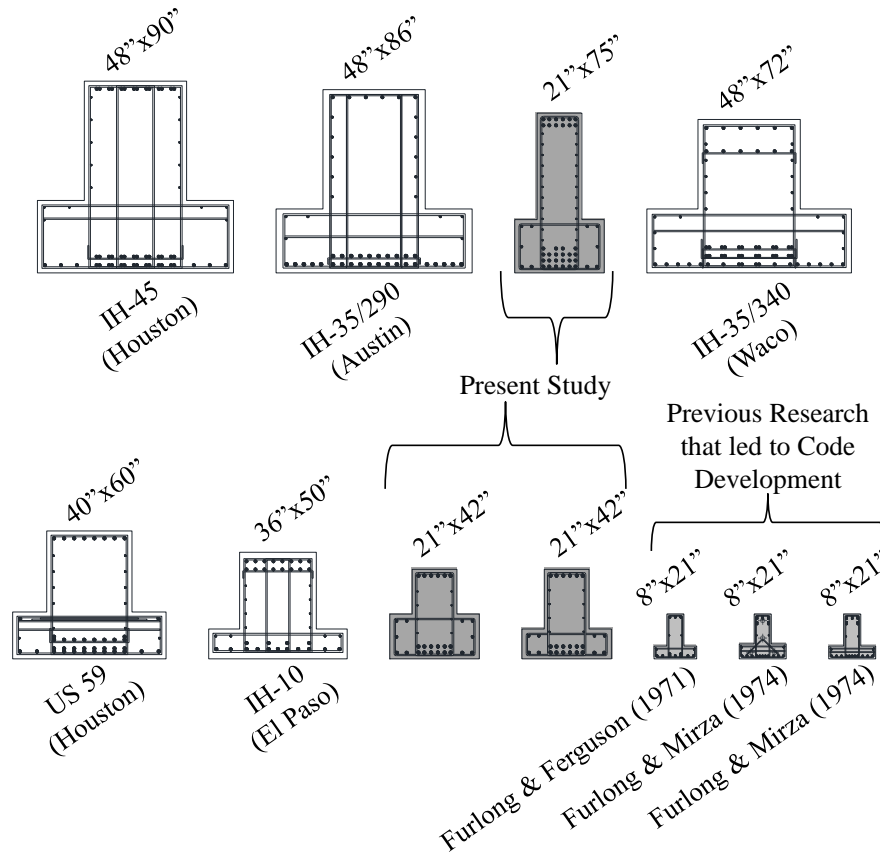 48”x90”
48”x86”
21”x75”
48”x72”
IH-45
(Houston)
IH-35/290
(Austin)
IH-35/340
(Waco)
Present Study
Previous Research
that led to Code
Development
40”x60”
36”x50”
21”x42”
21”x42”
8”x21”
8”x21”
8”x21”
US 59
(Houston)
IH-10
(El Paso)
Furlong & Ferguson (1971)
Furlong & Mirza (1974)
Furlong & Mirza (1974)